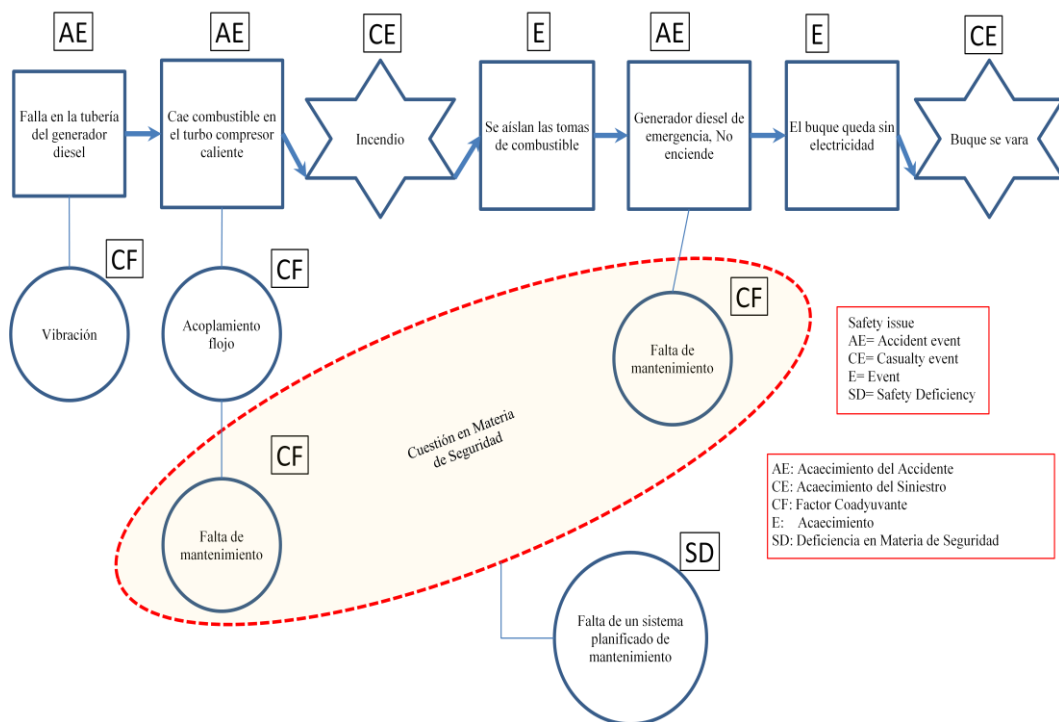 AE
AE
CE
E
AE
E
CE
Falla en la tubería
del generador
diesel
Cae combustible en
el turbo compresor
caliente
Incendio
Se aíslan las tomas
de combustible
Generador diesel de
emergencia, No
enciende
El buque queda sin
electricidad
Buque se vara
CF
Vibración
CF
Acoplamiento
flojo
CF
Falta de
mantenimiento
CF
Falta de
mantenimiento
Cuestión en Materia
de Seguridad
SD
Falta de un sistema
planificado de
mantenimiento
Safety issue
AE= Accident event
CE= Casualty event
E= Event
SD= Safety Deficiency
AE: Acaecimiento del Accidente
CE: Acaecimiento del Siniestro
CF: Factor Coadyuvante
E: Acaecimiento
SD: Deficiencia en Materia de Seguridad